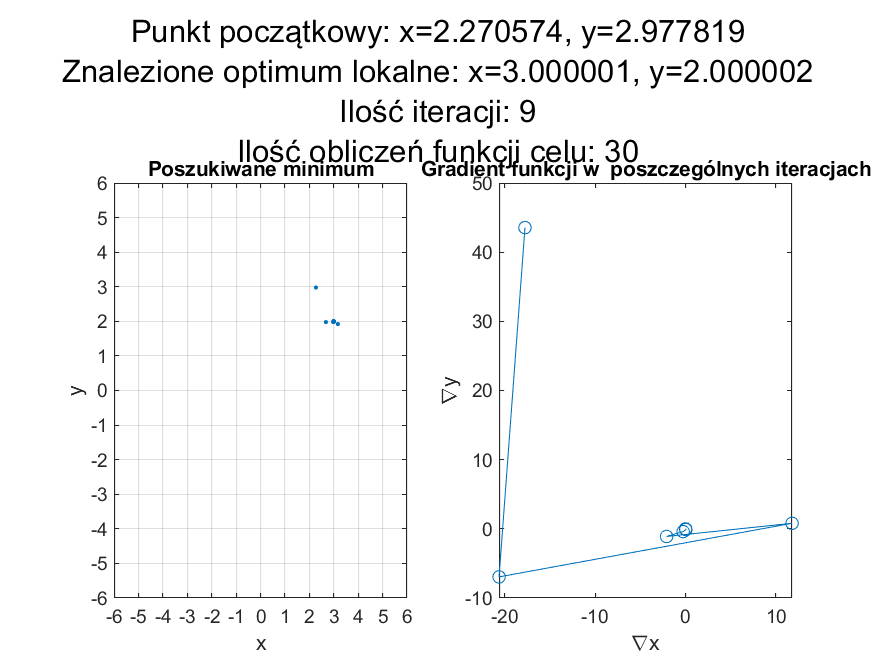 Punkt początkowy: x=2.270574, y=2.977819
Znalezione optimum lokalne: x=3.000001, y=2.000002
Ilość iteracji: 9
Ilość obliczeń funkcji celu: 30
Poszukiwane minimum
6
5
4
3
2
1
0
-1
-2
-3
-4
-5
-6
y
-6 -5 -4 -3 -2 -1 0 1 2 3 4 5 6
x
Gradient funkcji w poszczególnych iteracjach
50
40
30
20
10
0
-10
∇y
-20 -10 0 10
∇x